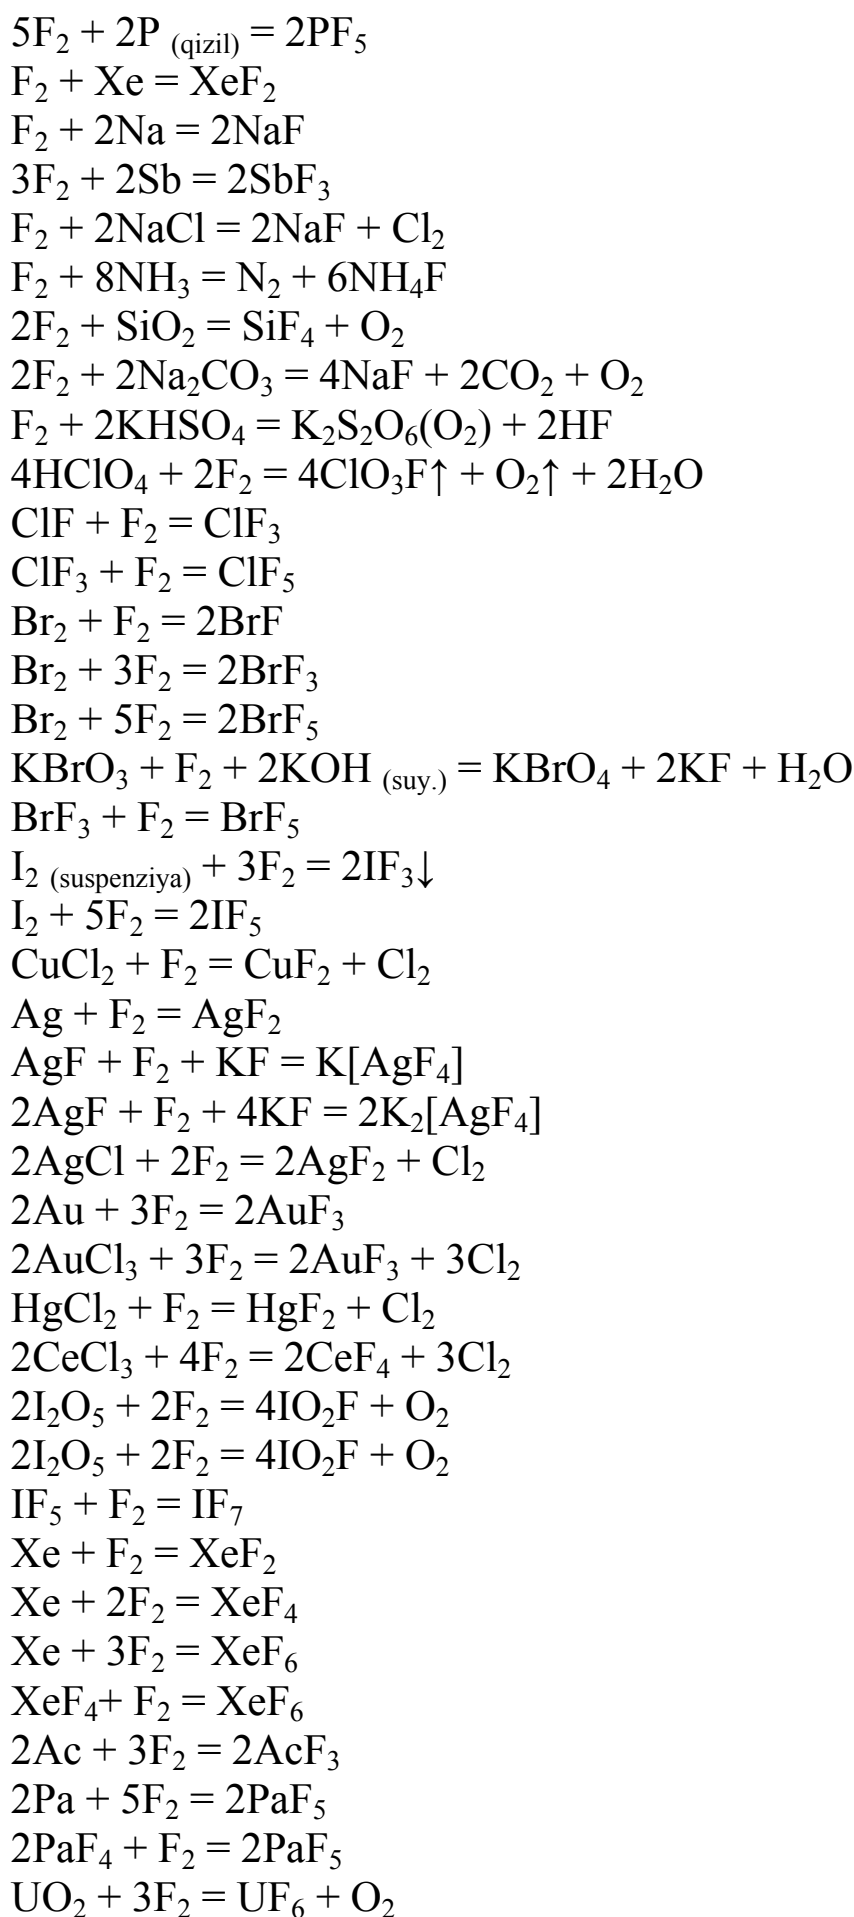 5F₂ + 2P (qizil) = 2PF₅
F₂ + Xe = XeF₂
F₂ + 2Na = 2NaF
3F₂ + 2Sb = 2SbF₃
F₂ + 2NaCl = 2NaF + Cl₂
F₂ + 8NH₃ = N₂ + 6NH₄F
2F₂ + SiO₂ = SiF₄ + O₂
2F₂ + 2Na₂CO₃ = 4NaF + 2CO₂ + O₂
F₂ + 2KHSO₄ = K₂S₂O₆(O₂) + 2HF
4HClO₄ + 2F₂ = 4ClO₃F↑ + O₂↑ + 2H₂O
ClF + F₂ = ClF₃
ClF₃ + F₂ = ClF₅
Br₂ + F₂ = 2BrF
Br₂ + 3F₂ = 2BrF₃
Br₂ + 5F₂ = 2BrF₅
KBrO₃ + F₂ + 2KOH (suy.) = KBrO₄ + 2KF + H₂O
BrF₃ + F₂ = BrF₅
I₂ (suspenziya) + 3F₂ = 2IF₃↓
I₂ + 5F₂ = 2IF₅
CuCl₂ + F₂ = CuF₂ + Cl₂
Ag + F₂ = AgF₂
AgF + F₂ + KF = K[AgF₄]
2AgF + F₂ + 4KF = 2K₂[AgF₄]
2AgCl + 2F₂ = 2AgF₂ + Cl₂
2Au + 3F₂ = 2AuF₃
2AuCl₃ + 3F₂ = 2AuF₃ + 3Cl₂
HgCl₂ + F₂ = HgF₂ + Cl₂
2CeCl₃ + 4F₂ = 2CeF₄ + 3Cl₂
2I₂O₅ + 2F₂ = 4IO₂F + O₂
2I₂O₅ + 2F₂ = 4IO₂F + O₂
IF₅ + F₂ = IF₇
Xe + F₂ = XeF₂
Xe + 2F₂ = XeF₄
Xe + 3F₂ = XeF₆
XeF₄+ F₂ = XeF₆
2Ac + 3F₂ = 2AcF₃
2Pa + 5F₂ = 2PaF₅
2PaF₄ + F₂ = 2PaF₅
UO₂ + 3F₂ = UF₆ + O₂